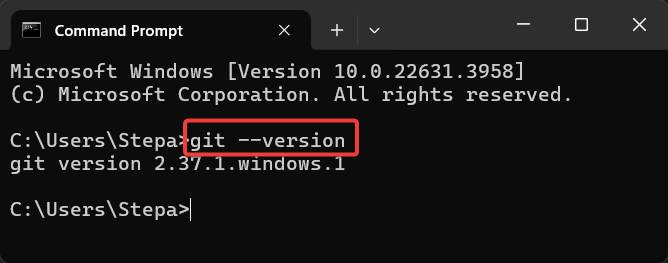 Command Prompt
Microsoft Windows [Version 10.0.22631.3958]
(c) Microsoft Corporation. All rights reserved.
C:\Users\Stepa>git --version
git version 2.37.1.windows.1
C:\Users\Stepa>